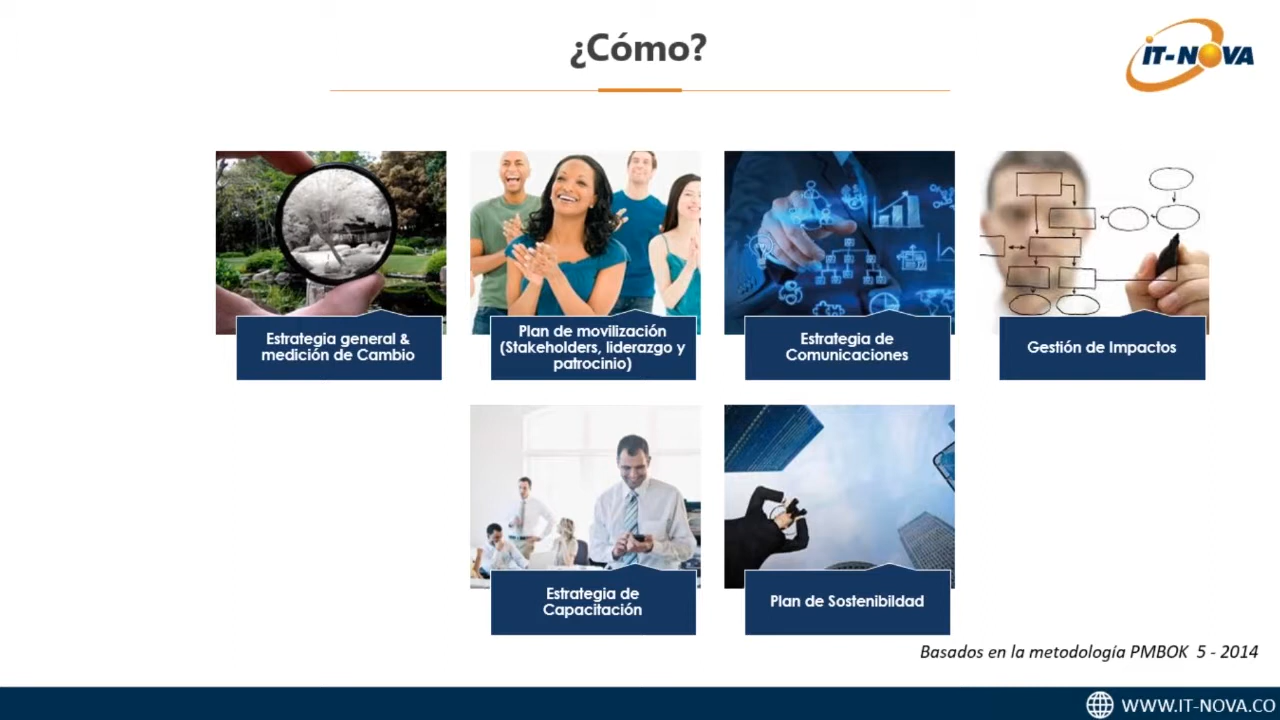 ¿Cómo?
IT-NOVA
Estrategia general &
medición de Cambio
Plan de movilización
(Stakeholders, liderazgo y
patrocinio)
Estrategia de
Comunicaciones
Gestión de Impactos
Estrategia de
Capacitación
Plan de Sostenibildad
Basados en la metodología PMBOK 5 - 2014
WWW.IT-NOVA.CO